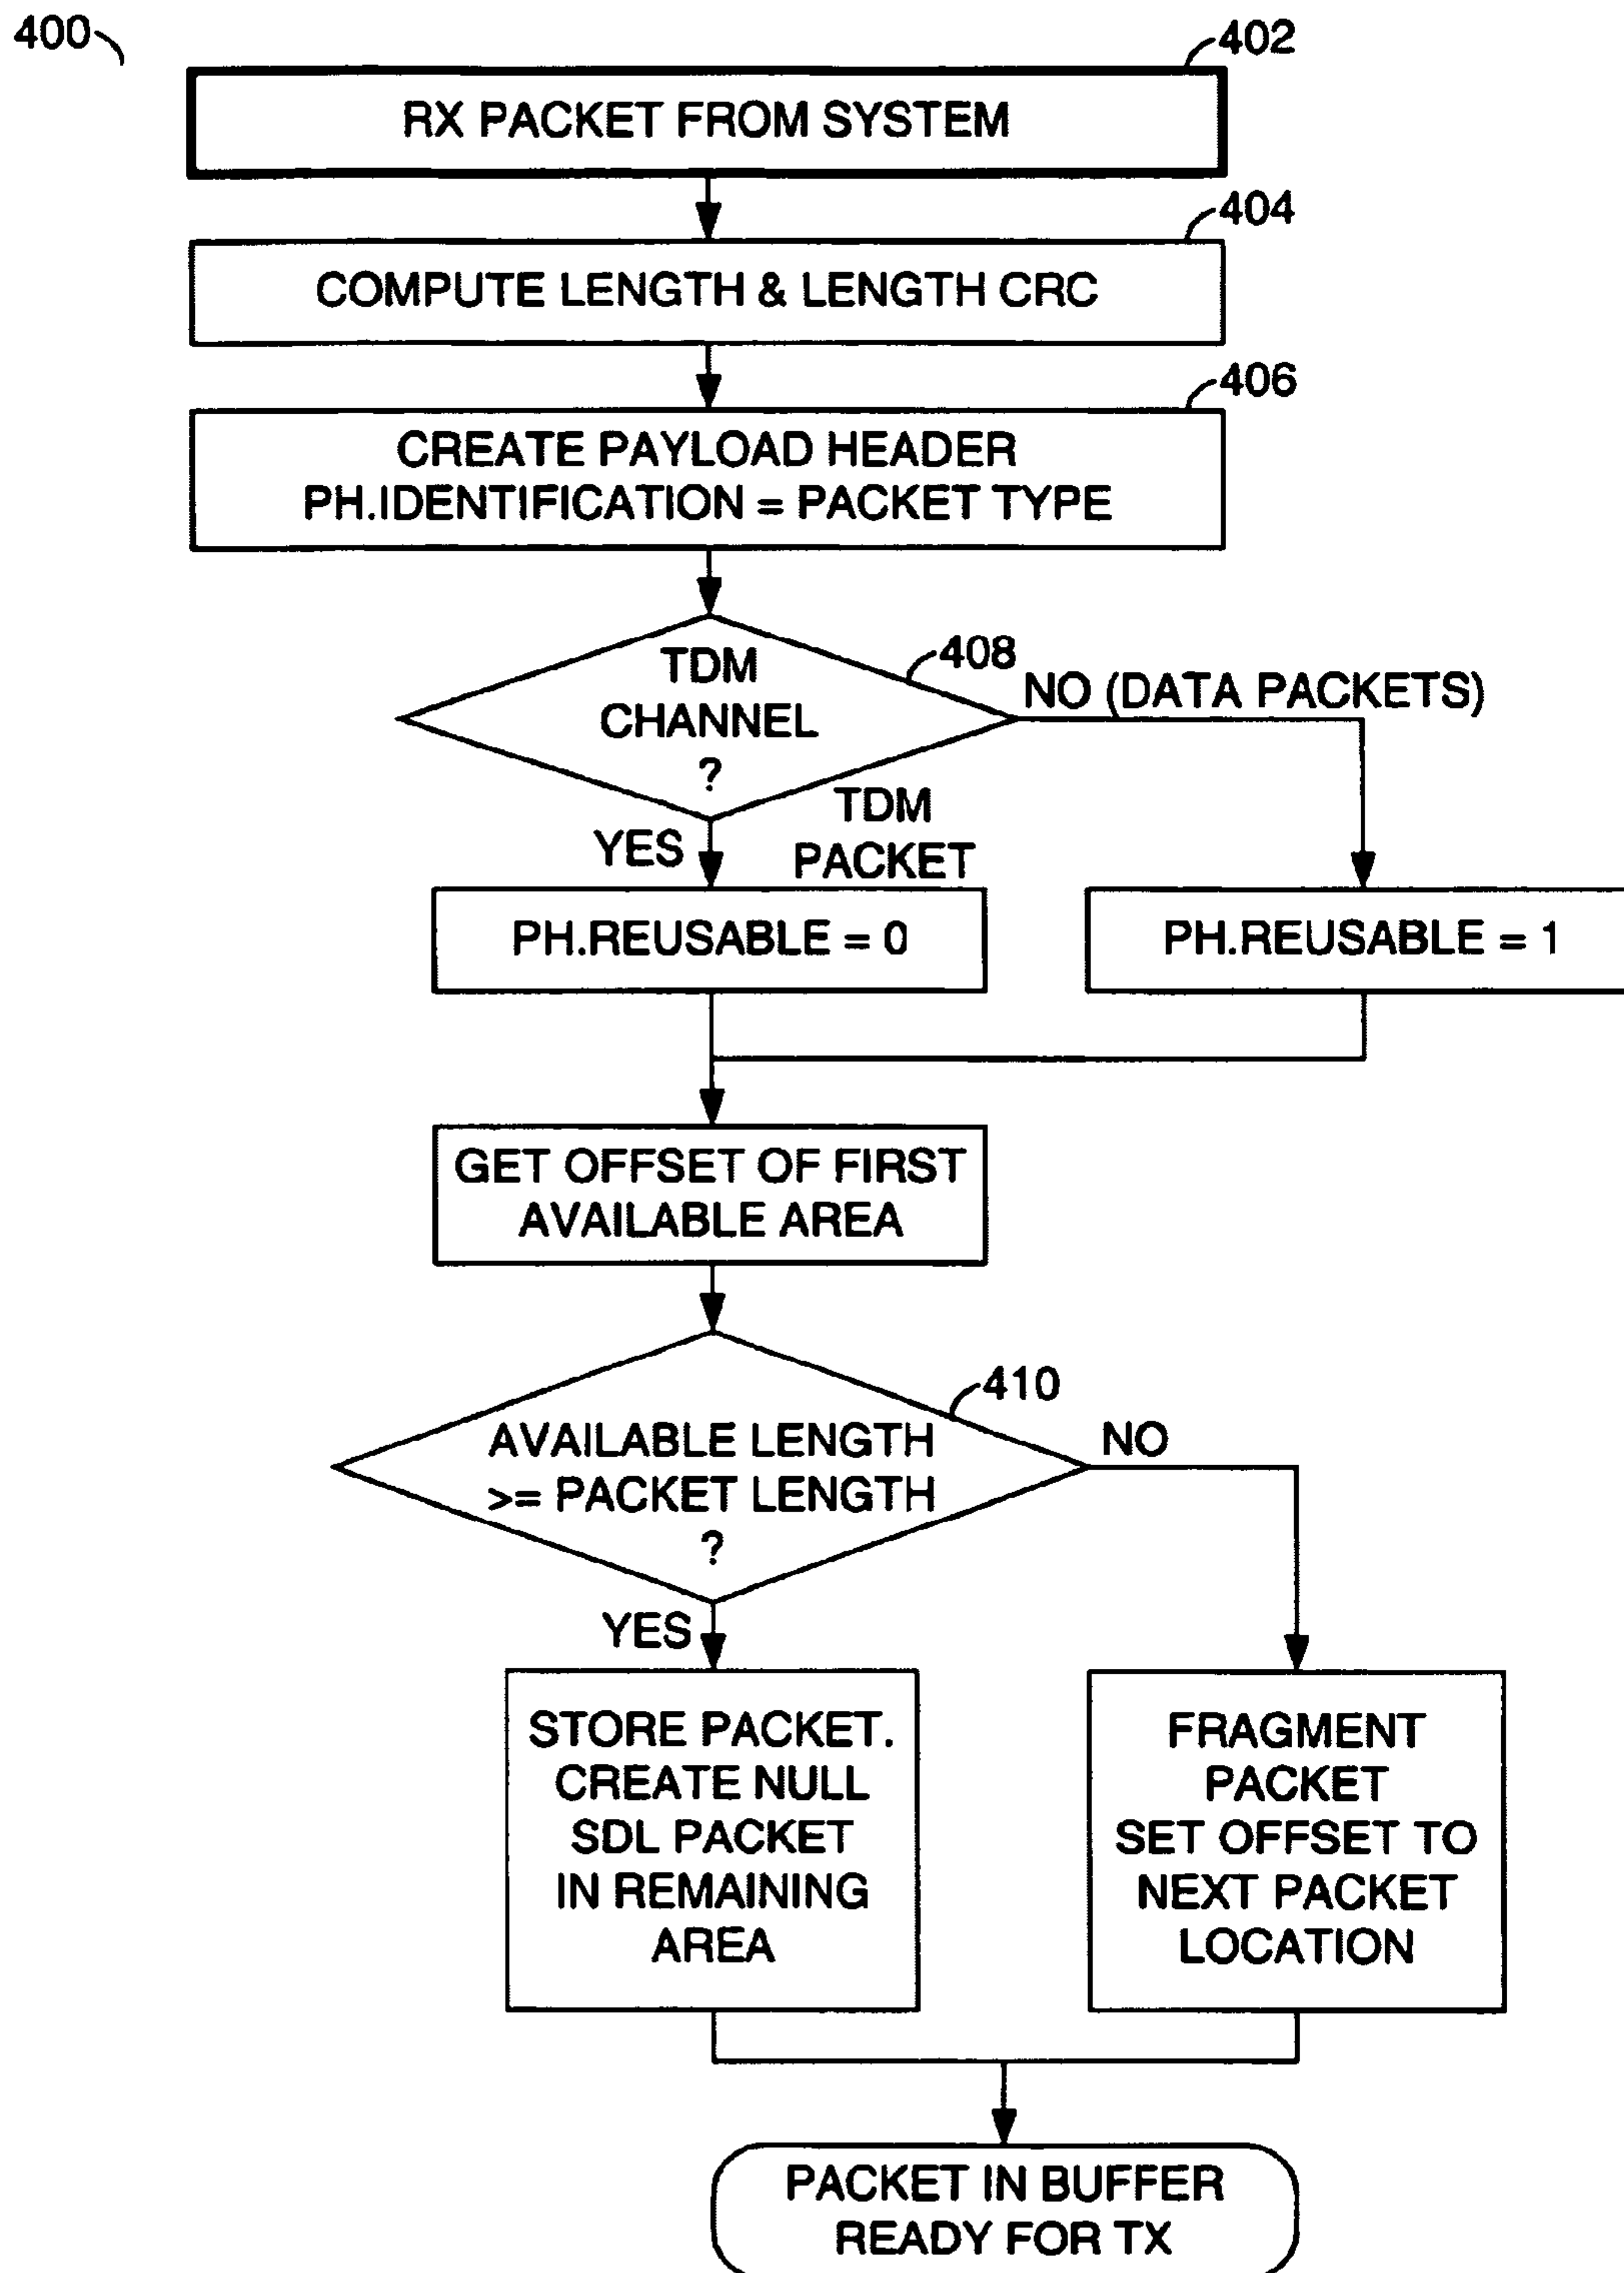 400
402
RX PACKET FROM SYSTEM
404
COMPUTE LENGTH & LENGTH CRC
406
CREATE PAYLOAD HEADER
PH.IDENTIFICATION = PACKET TYPE
408
TDM
CHANNEL
?
NO (DATA PACKETS)
YES
TDM
PACKET
PH.REUSABLE = 0
PH.REUSABLE = 1
GET OFFSET OF FIRST
AVAILABLE AREA
410
AVAILABLE LENGTH
>= PACKET LENGTH
?
NO
YES
STORE PACKET.
CREATE NULL
SDL PACKET
IN REMAINING
AREA
FRAGMENT
PACKET
SET OFFSET TO
NEXT PACKET
LOCATION
PACKET IN BUFFER
READY FOR TX